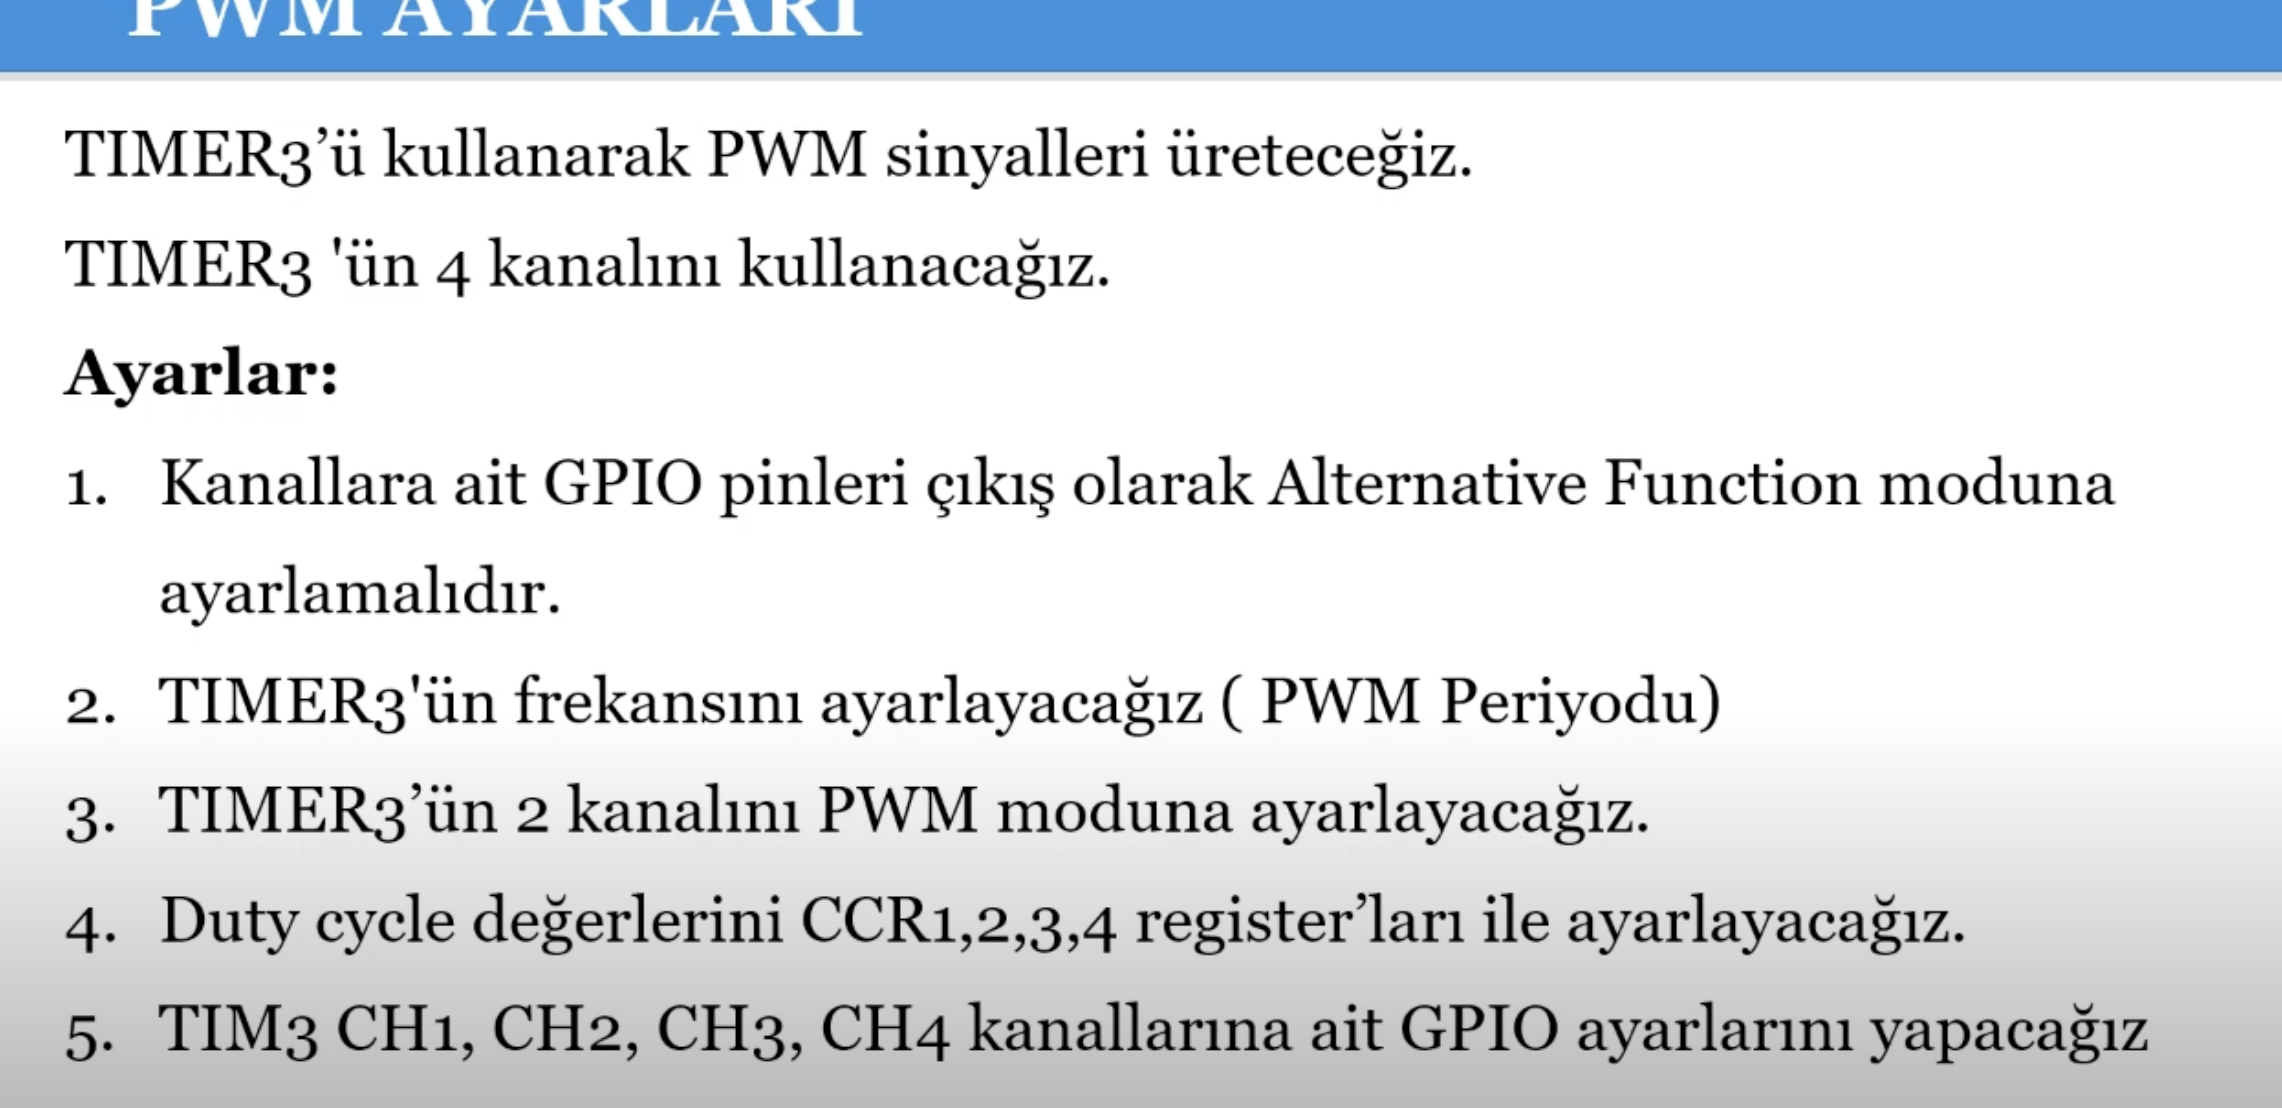 PWM AYARLARI
TIMER3’ü kullanarak PWM sinyalleri üreteceğiz.
TIMER3 'ün 4 kanalını kullanacağız.
Ayarlar:
1. Kanallara ait GPIO pinleri çıkış olarak Alternative Function moduna
ayarlamalıdır.
2. TIMER3'ün frekansını ayarlayacağız ( PWM Periyodu)
3. TIMER3’ün 2 kanalını PWM moduna ayarlayacağız.
4. Duty cycle değerlerini CCR1,2,3,4 register’ları ile ayarlayacağız.
5. TIM3 CH1, CH2, CH3, CH4 kanallarına ait GPIO ayarlarını yapacağız